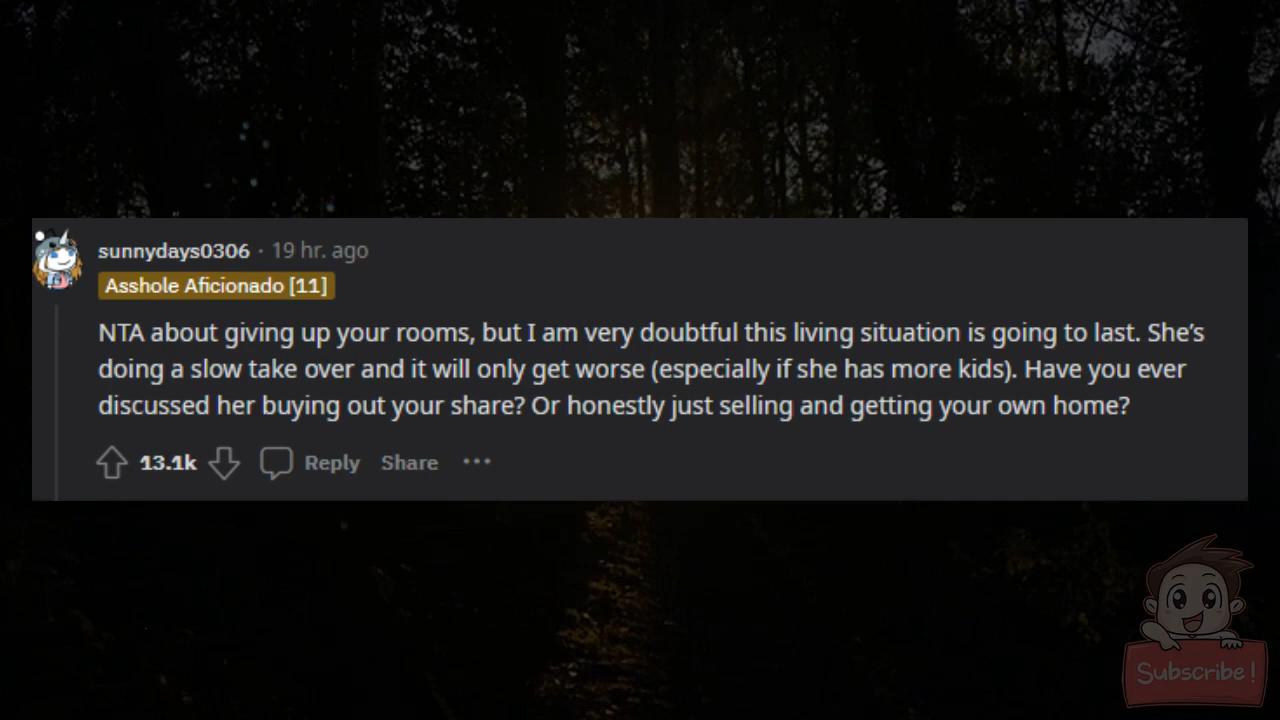 sunnydays0306 · 19 hr. ago
Asshole Aficionado [11]
NTA about giving up your rooms, but I am very doubtful this living situation is going to last. She’s
doing a slow take over and it will only get worse (especially if she has more kids). Have you ever
discussed her buying out your share? Or honestly just selling and getting your own home?
13.1k Reply Share ···
Subscribe!